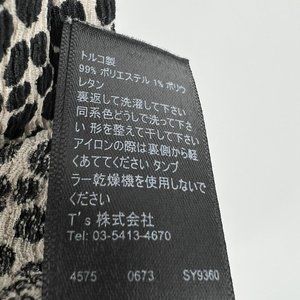 トルコ製
99% ポリエステル 1% ポリウ
レタン
裏返して洗濯して下さい
同系色どうしで洗って下さ
い 形を整えて干して下さい
アイロンの際は裏側から軽
くあててください タンブ
ラー乾燥機を使用しないで
ください
T's 株式会社
Tel: 03-5413-4670
4575 0673 SY9360